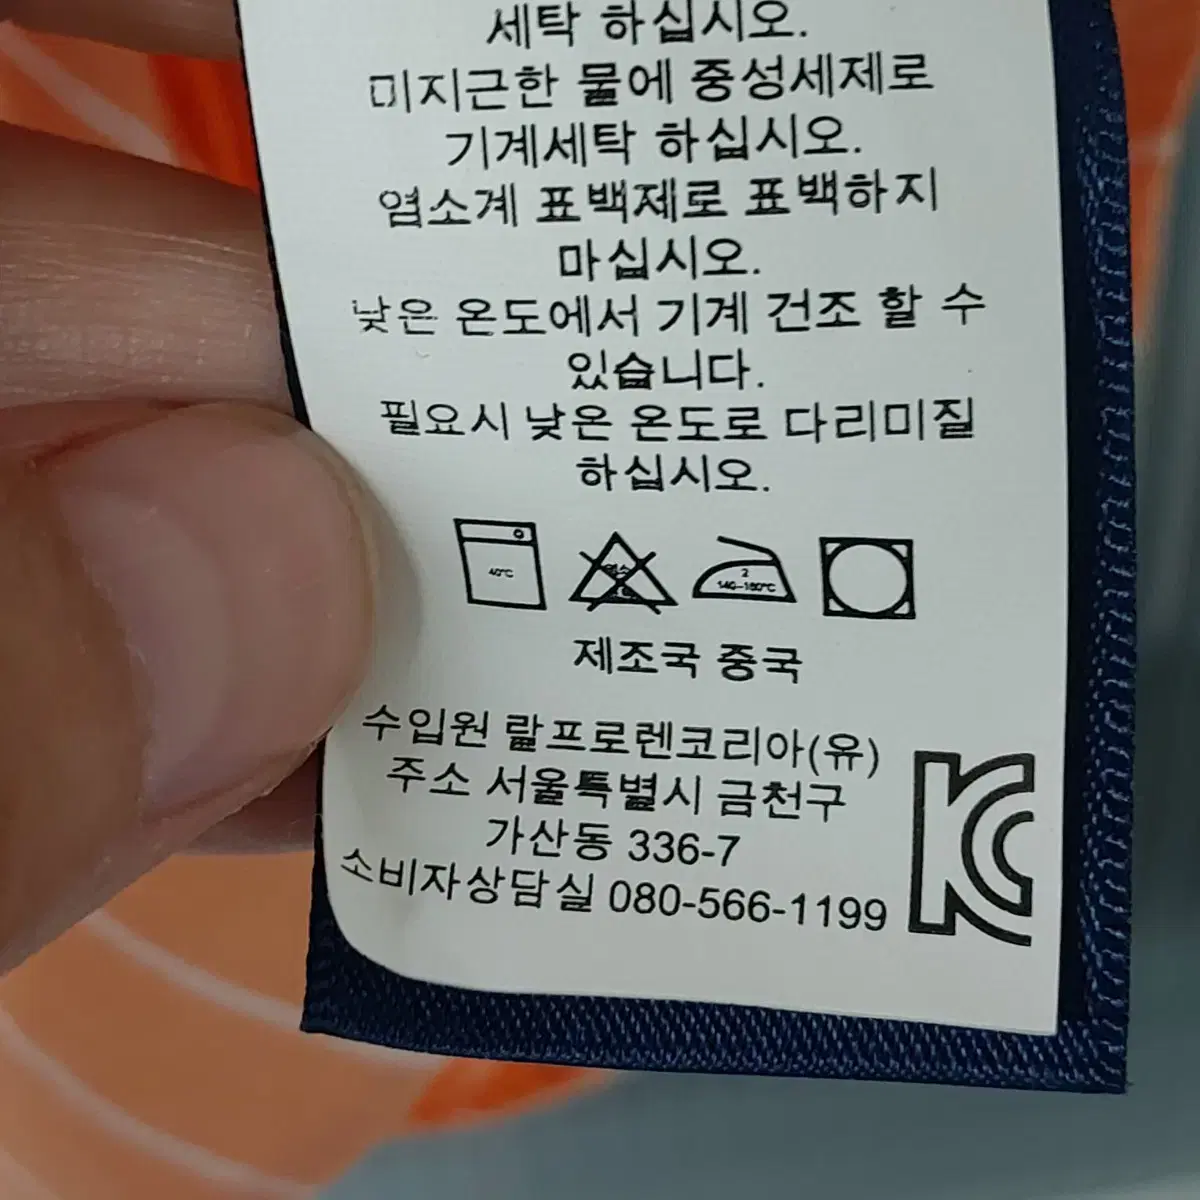 세탁 하십시오.
미지근한 물에 중성세제로
기계세탁 하십시오.
염소계 표백제로 표백하지
마십시오.
낮은 온도에서 기계 건조 할 수
있습니다.
필요시 낮은 온도로 다리미질
하십시오.
40℃
2
140~160℃
제조국 중국
수입원 랄프로렌코리아(유)
주소 서울특별시 금천구
가산동 336-7
소비자상담실 080-566-1199